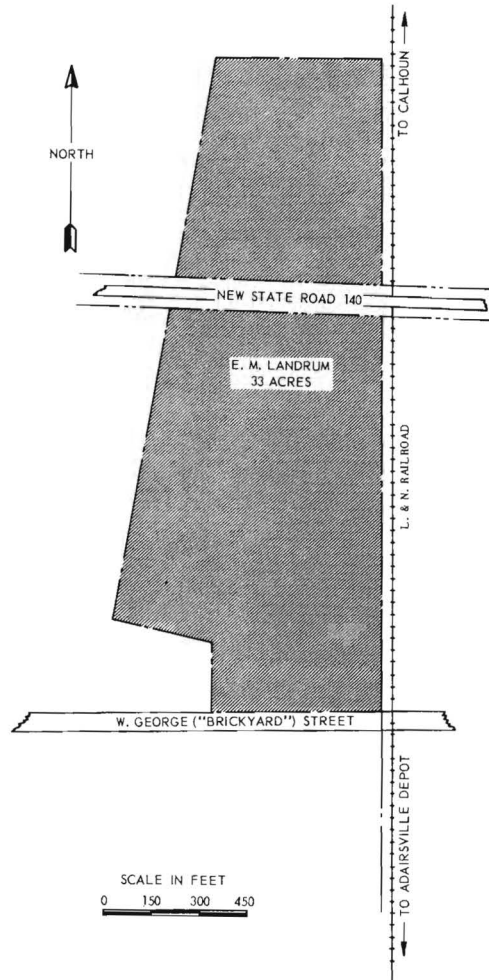 TO CALHOUN
NORTH
NEW STATE ROAD 140
E. M. LANDRUM
33 ACRES
L. & N. RAILROAD
W. GEORGE ("BRICKYARD") STREET
TO ADAIRSVILLE DEPOT
SCALE IN FEET
0 150 300 450